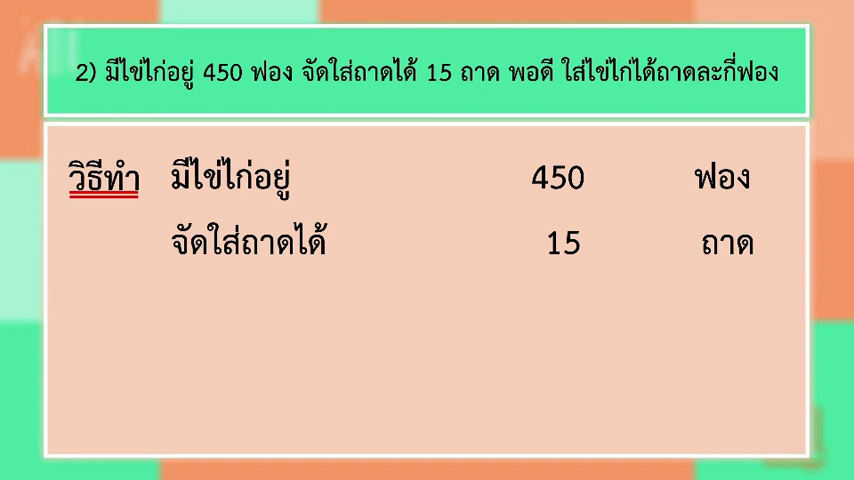 2) มีไข่ไก่อยู่ 450 ฟอง จัดใส่ถาดได้ 15 ถาด พอดี ใส่ไข่ไก่ได้ถาดละกี่ฟอง
วิธีทำ มีไข่ไก่อยู่ 450 ฟอง
จัดใส่ถาดได้ 15 ถาด